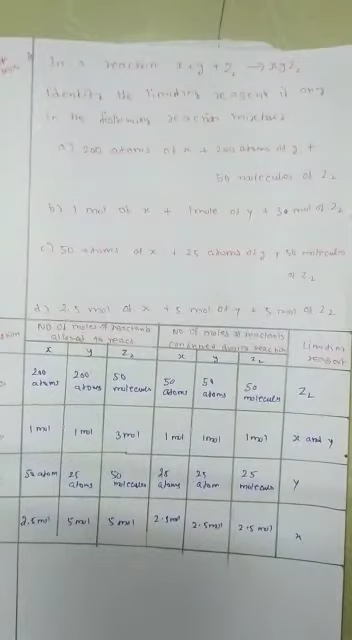 In a reaction x + y + z₂ → xyz₂
Identify the limiting reagent if any
in the following reaction mixtures
a) 200 atoms of x + 200 atoms of y +
50 molecules of Z₂
b) 1 mol of x + 1 mole of y + 3 mol of Z₂
c) 50 atoms of x + 25 atoms of y + 50 molecules
of Z₂
d) 2.5 mol of x + 5 mol of y + 5 mol of Z₂
NO of moles of reactants allowed to react NO of moles of reactants consumed during reaction Limiting reagent
x y Z₂ x y Z₂
200 atoms 200 atoms 50 molecules 50 atoms 50 atoms 50 molecules Z₂
1 mol 1 mol 3 mol 1 mol 1 mol 1 mol x and y
50 atom 25 atoms 50 molecules 25 atoms 25 atom 25 molecules y
2.5 mol 5 mol 5 mol 2.5 mol 2.5 mol 2.5 mol x